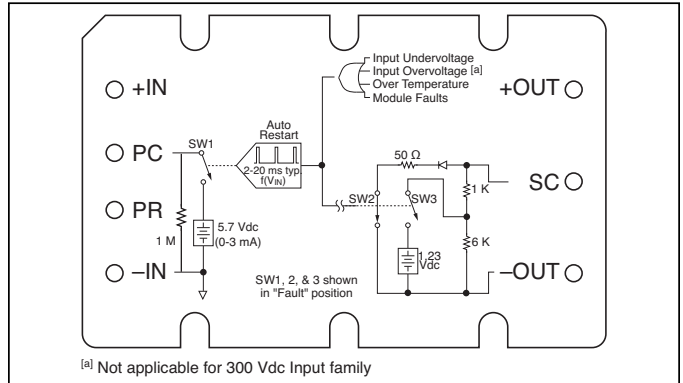 Input Undervoltage
Input Overvoltage [a]
Over Temperature
Module Faults
+IN
+OUT
Auto
Restart
2-20 ms typ.
f(VIN)
PC
SW1
50 Ω
SC
1 K
PR
SW2
SW3
5.7 Vdc
(0-3 mA)
1 M
6 K
1.23
Vdc
–IN
–OUT
SW1, 2, & 3 shown
in "Fault" position
[a] Not applicable for 300 Vdc Input family